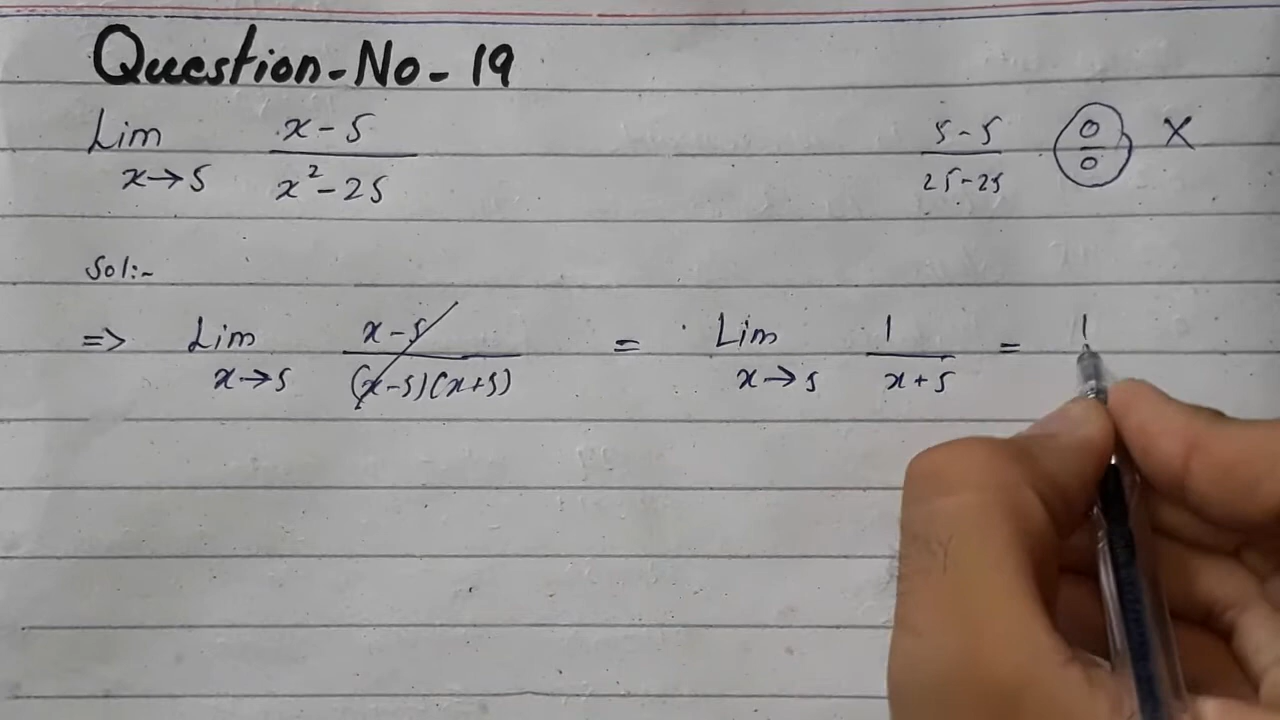 Question-No-19
Lim x→5 (x-5)/(x²-25)    5-5/25-25    0/0 X
Sol:~
=> Lim x→5 (x-5)/((x-5)(x+5)) = Lim x→5 1/(x+5) = 1